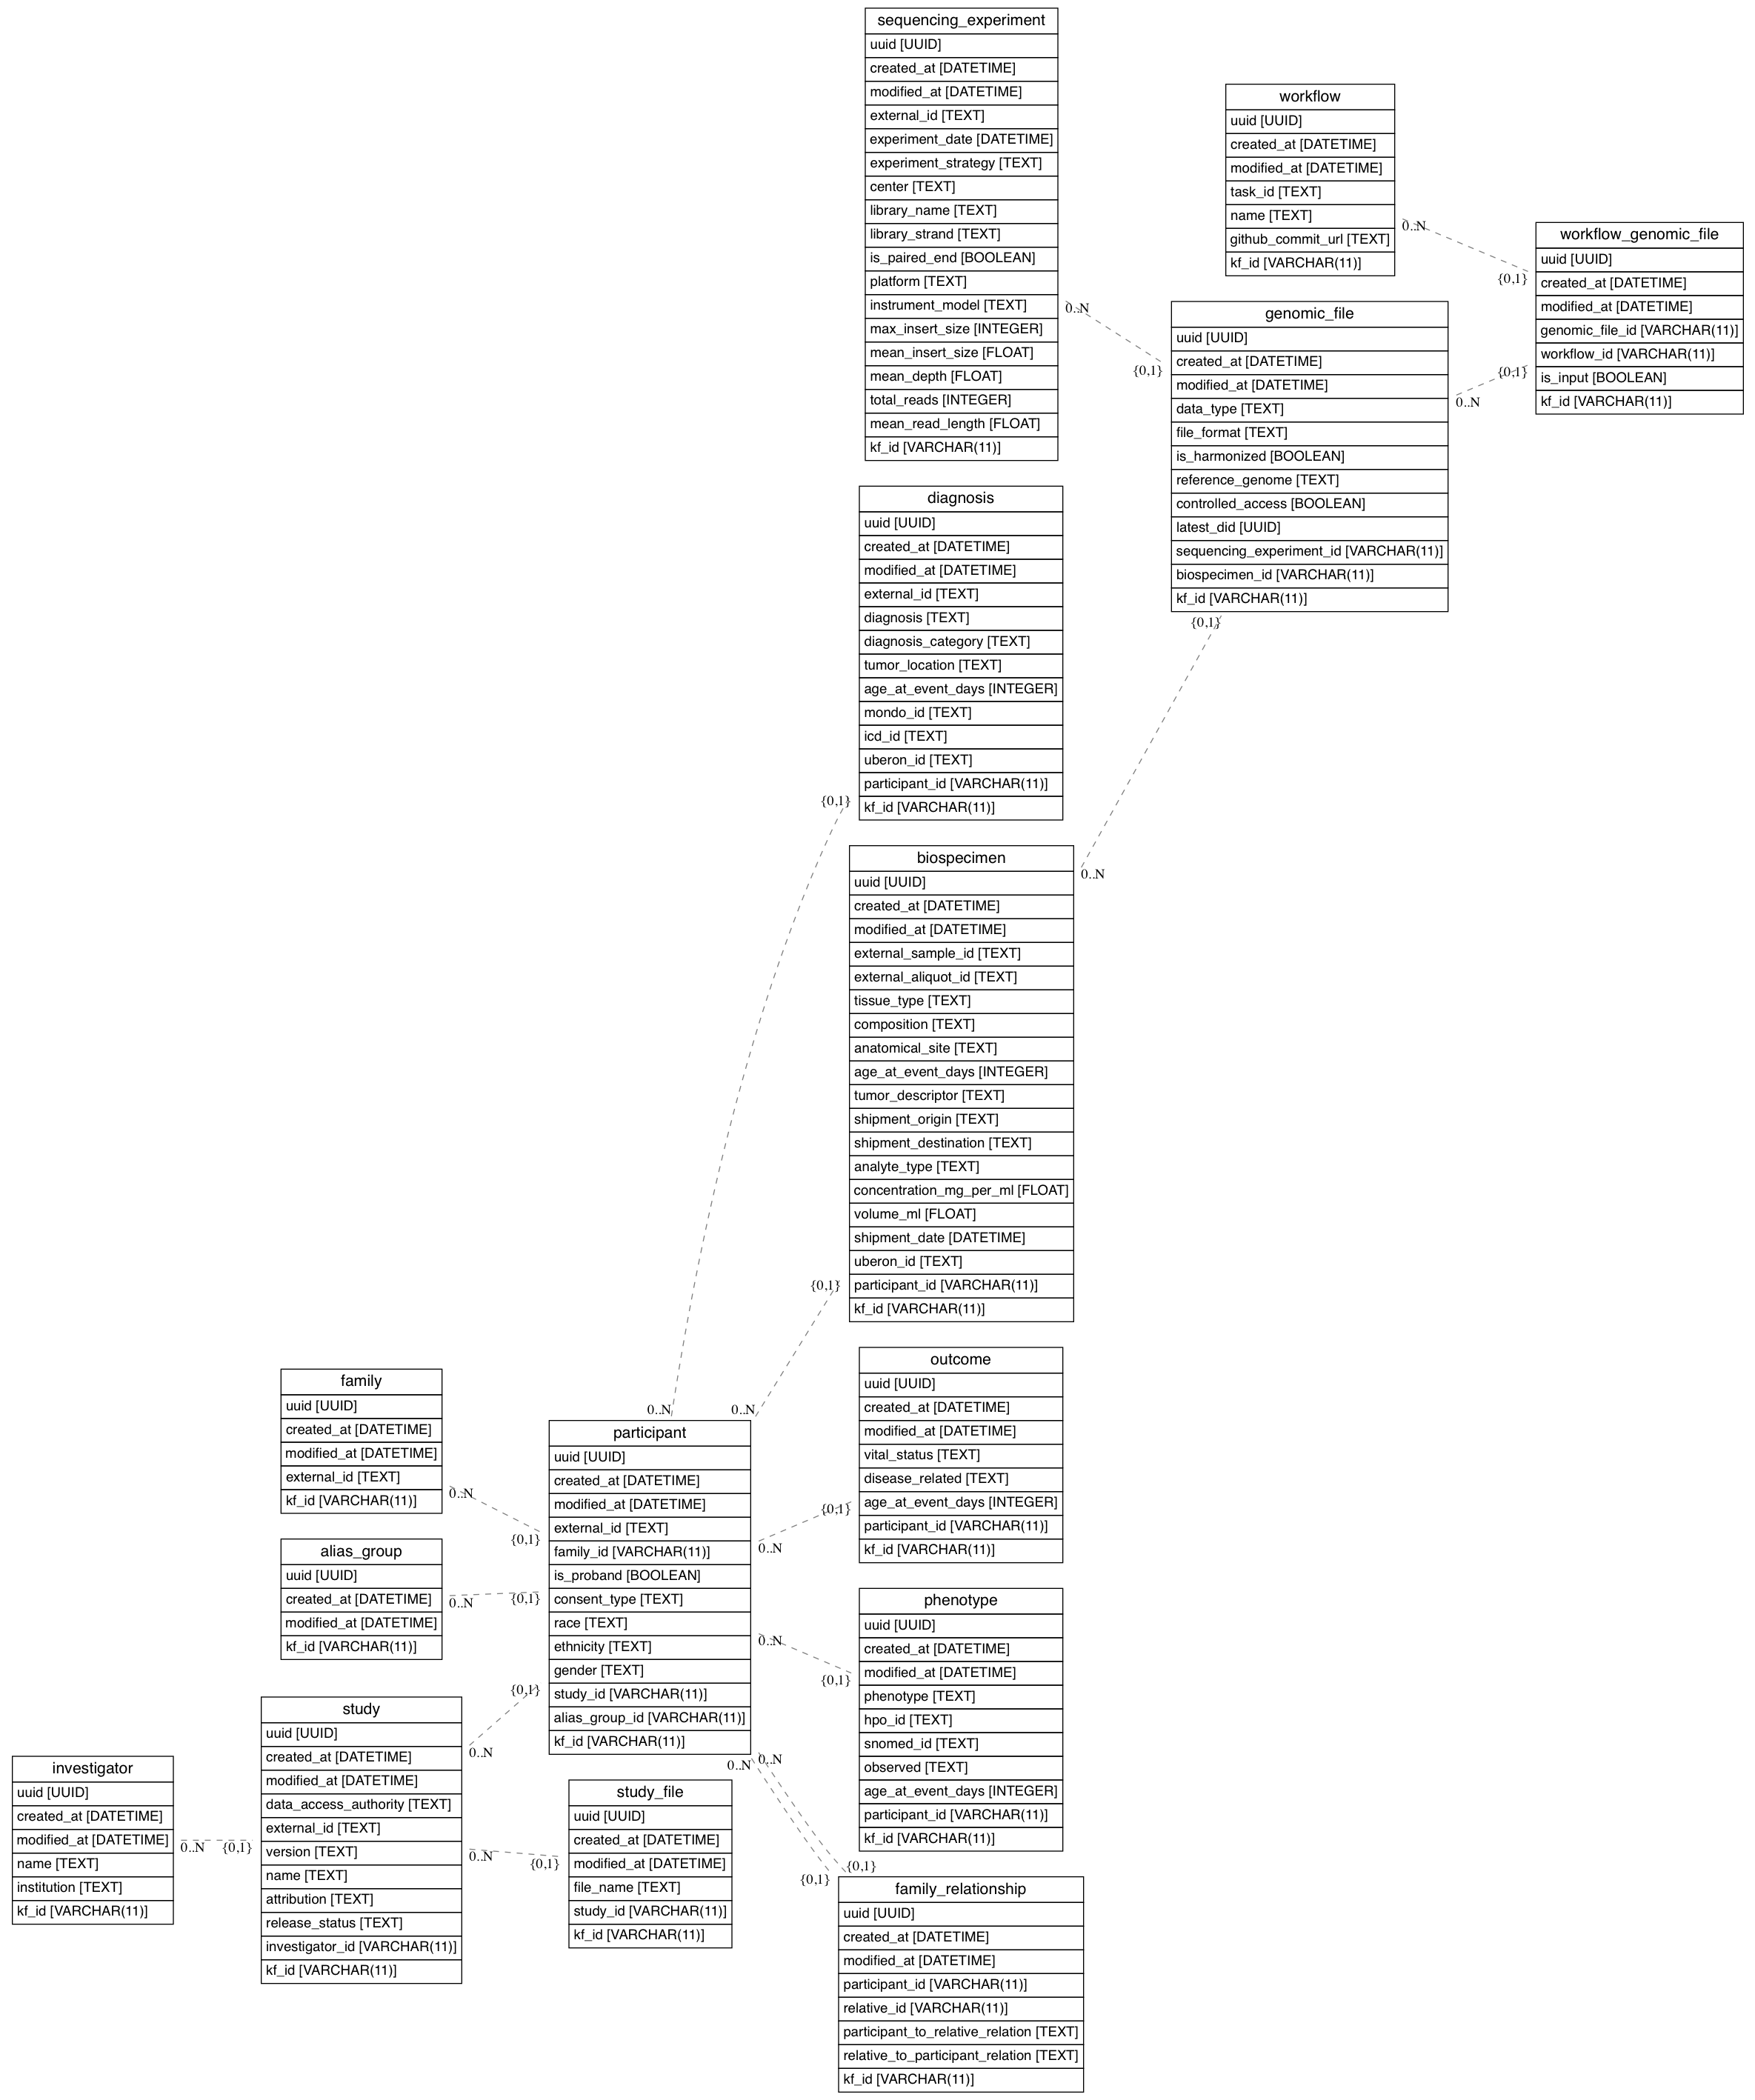 sequencing_experiment
uuid [UUID]
created_at [DATETIME]
modified_at [DATETIME]
external_id [TEXT]
experiment_date [DATETIME]
experiment_strategy [TEXT]
center [TEXT]
library_name [TEXT]
library_strand [TEXT]
is_paired_end [BOOLEAN]
platform [TEXT]
instrument_model [TEXT]
max_insert_size [INTEGER]
mean_insert_size [FLOAT]
mean_depth [FLOAT]
total_reads [INTEGER]
mean_read_length [FLOAT]
kf_id [VARCHAR(11)]
0..N
{0,1}
workflow
uuid [UUID]
created_at [DATETIME]
modified_at [DATETIME]
task_id [TEXT]
name [TEXT]
github_commit_url [TEXT]
kf_id [VARCHAR(11)]
0..N
{0,1}
workflow_genomic_file
uuid [UUID]
created_at [DATETIME]
modified_at [DATETIME]
genomic_file_id [VARCHAR(11)]
workflow_id [VARCHAR(11)]
is_input [BOOLEAN]
kf_id [VARCHAR(11)]
genomic_file
uuid [UUID]
created_at [DATETIME]
modified_at [DATETIME]
data_type [TEXT]
file_format [TEXT]
is_harmonized [BOOLEAN]
reference_genome [TEXT]
controlled_access [BOOLEAN]
latest_did [UUID]
sequencing_experiment_id [VARCHAR(11)]
biospecimen_id [VARCHAR(11)]
kf_id [VARCHAR(11)]
{0,1}
0..N
{0,1}
0..N
diagnosis
uuid [UUID]
created_at [DATETIME]
modified_at [DATETIME]
external_id [TEXT]
diagnosis [TEXT]
diagnosis_category [TEXT]
tumor_location [TEXT]
age_at_event_days [INTEGER]
mondo_id [TEXT]
icd_id [TEXT]
uberon_id [TEXT]
participant_id [VARCHAR(11)]
kf_id [VARCHAR(11)]
{0,1}
0..N
biospecimen
uuid [UUID]
created_at [DATETIME]
modified_at [DATETIME]
external_sample_id [TEXT]
external_aliquot_id [TEXT]
tissue_type [TEXT]
composition [TEXT]
anatomical_site [TEXT]
age_at_event_days [INTEGER]
tumor_descriptor [TEXT]
shipment_origin [TEXT]
shipment_destination [TEXT]
analyte_type [TEXT]
concentration_mg_per_ml [FLOAT]
volume_ml [FLOAT]
shipment_date [DATETIME]
uberon_id [TEXT]
participant_id [VARCHAR(11)]
kf_id [VARCHAR(11)]
{0,1}
0..N
family
uuid [UUID]
created_at [DATETIME]
modified_at [DATETIME]
external_id [TEXT]
kf_id [VARCHAR(11)]
0..N
{0,1}
alias_group
uuid [UUID]
created_at [DATETIME]
modified_at [DATETIME]
kf_id [VARCHAR(11)]
0..N
{0,1}
participant
uuid [UUID]
created_at [DATETIME]
modified_at [DATETIME]
external_id [TEXT]
family_id [VARCHAR(11)]
is_proband [BOOLEAN]
consent_type [TEXT]
race [TEXT]
ethnicity [TEXT]
gender [TEXT]
study_id [VARCHAR(11)]
alias_group_id [VARCHAR(11)]
kf_id [VARCHAR(11)]
outcome
uuid [UUID]
created_at [DATETIME]
modified_at [DATETIME]
vital_status [TEXT]
disease_related [TEXT]
age_at_event_days [INTEGER]
participant_id [VARCHAR(11)]
kf_id [VARCHAR(11)]
{0,1}
0..N
phenotype
uuid [UUID]
created_at [DATETIME]
modified_at [DATETIME]
phenotype [TEXT]
hpo_id [TEXT]
snomed_id [TEXT]
observed [TEXT]
age_at_event_days [INTEGER]
participant_id [VARCHAR(11)]
kf_id [VARCHAR(11)]
0..N
{0,1}
investigator
uuid [UUID]
created_at [DATETIME]
modified_at [DATETIME]
name [TEXT]
institution [TEXT]
kf_id [VARCHAR(11)]
0..N
{0,1}
study
uuid [UUID]
created_at [DATETIME]
modified_at [DATETIME]
data_access_authority [TEXT]
external_id [TEXT]
version [TEXT]
name [TEXT]
attribution [TEXT]
release_status [TEXT]
investigator_id [VARCHAR(11)]
kf_id [VARCHAR(11)]
{0,1}
0..N
0..N
{0,1}
study_file
uuid [UUID]
created_at [DATETIME]
modified_at [DATETIME]
file_name [TEXT]
study_id [VARCHAR(11)]
kf_id [VARCHAR(11)]
0..N
0..N
{0,1}
{0,1}
family_relationship
uuid [UUID]
created_at [DATETIME]
modified_at [DATETIME]
participant_id [VARCHAR(11)]
relative_id [VARCHAR(11)]
participant_to_relative_relation [TEXT]
relative_to_participant_relation [TEXT]
kf_id [VARCHAR(11)]